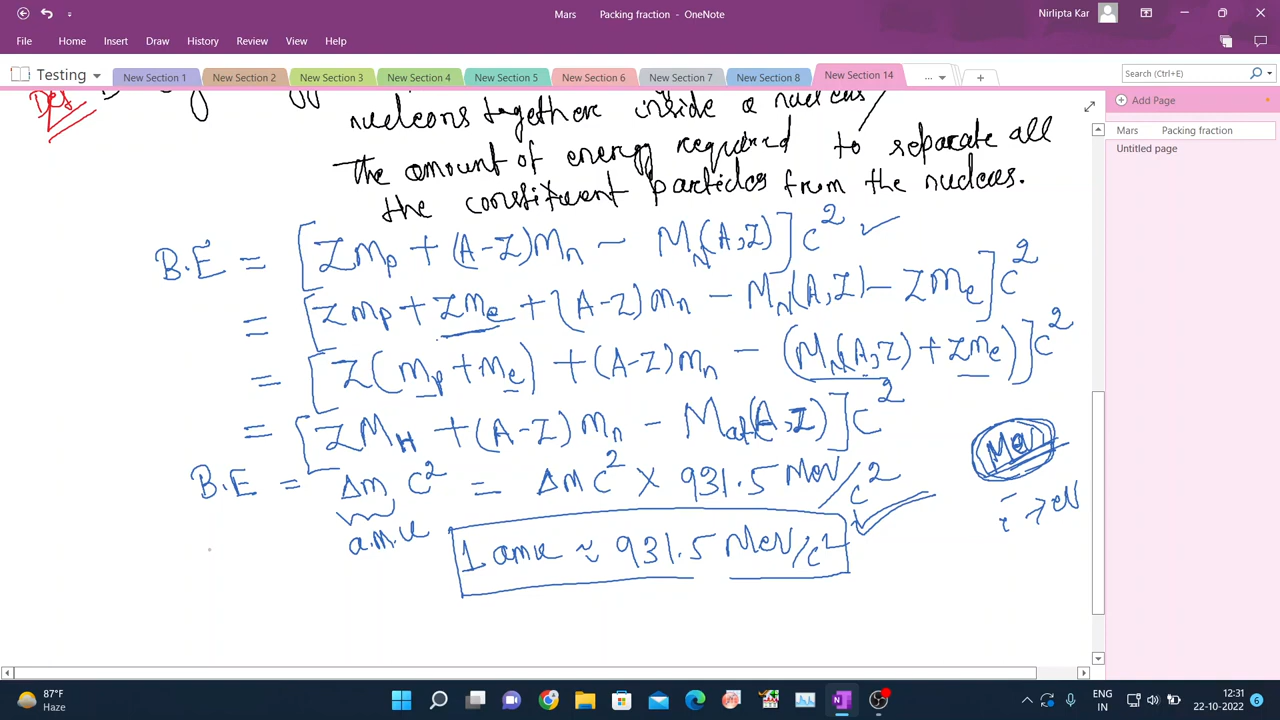 Mars Packing fraction - OneNote
Nirlipta Kar
File Home Insert Draw History Review View Help
Testing
New Section 1 New Section 2 New Section 3 New Section 4 New Section 5 New Section 6 New Section 7 New Section 8 New Section 14 ... +
Search (Ctrl+E)
Add Page
Mars Packing fraction
Untitled page
Def
nucleons together inside a nucleus/
the amount of energy required to separate all
the constituent particles from the nucleus.
B.E = [Zmp + (A-Z)mn - MN(A,Z)]c² ✓
= [Zmp + Zme + (A-Z)mn - MN(A,Z) - Zme]c²
= [Z(mp + me) + (A-Z)mn - (MN(A,Z) + Zme)]c²
= [ZMH + (A-Z)mn - Mat(A,Z)]c²
B.E = Δm c² = Δmc² × 931.5 MeV/c²
a.m.u
1 amu ≈ 931.5 MeV/c²
MeV
→ eV
87°F
Haze
ENG
IN
12:31
22-10-2022
6